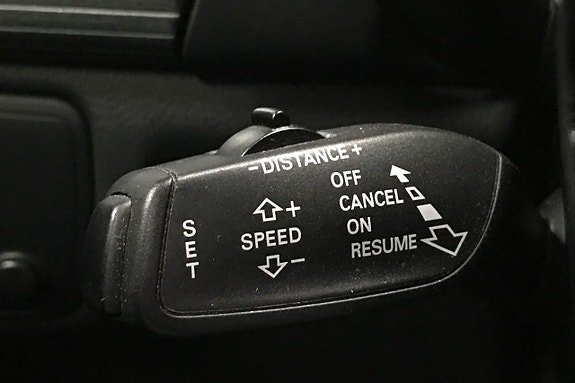 - DISTANCE +
SET
+
SPEED
-
OFF
CANCEL
ON
RESUME